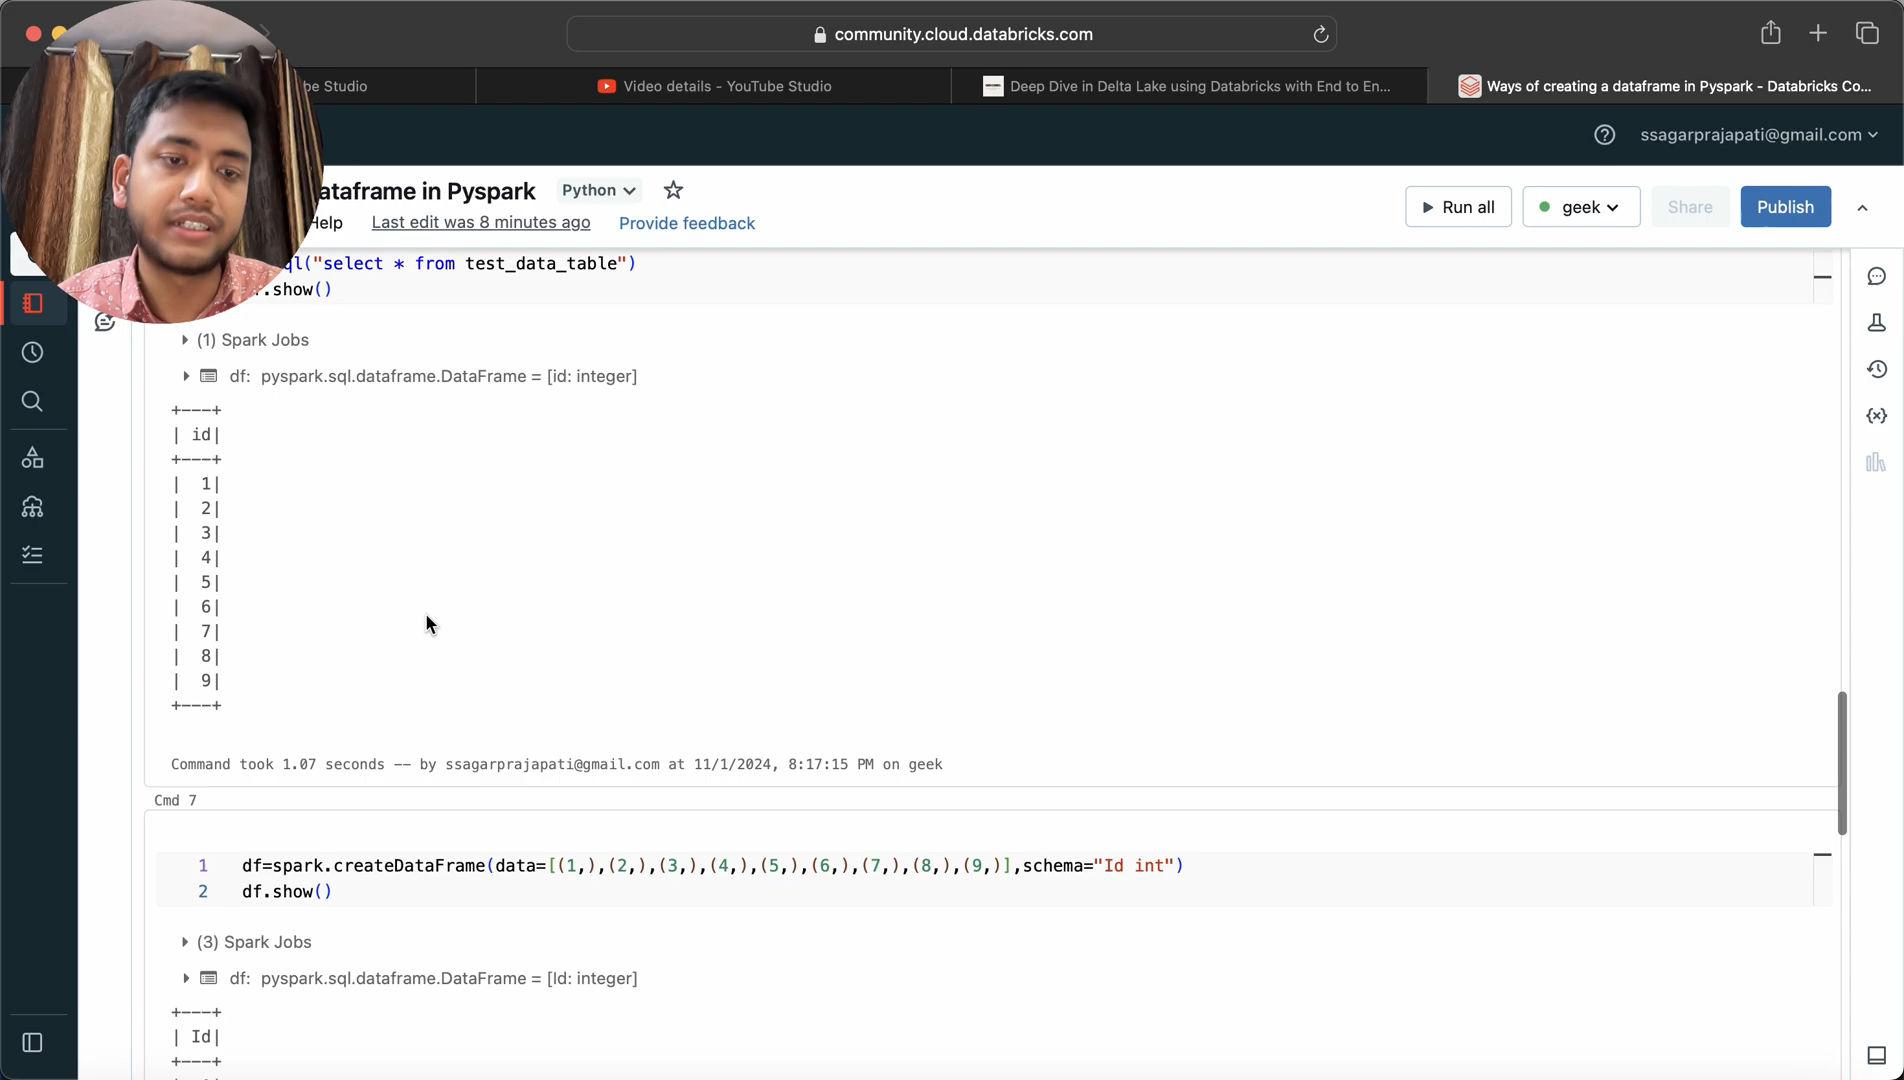 community.cloud.databricks.com
be Studio
Video details - YouTube Studio
Deep Dive in Delta Lake using Databricks with End to En...
Ways of creating a dataframe in Pyspark - Databricks Co...
ssagarprajapati@gmail.com
ataframe in Pyspark
Python
Help
Last edit was 8 minutes ago
Provide feedback
Run all
geek
Share
Publish
ql("select * from test_data_table")
.show()
(1) Spark Jobs
df: pyspark.sql.dataframe.DataFrame = [id: integer]
+---+
| id|
+---+
|  1|
|  2|
|  3|
|  4|
|  5|
|  6|
|  7|
|  8|
|  9|
+---+
Command took 1.07 seconds -- by ssagarprajapati@gmail.com at 11/1/2024, 8:17:15 PM on geek
Cmd 7
1 df=spark.createDataFrame(data=[(1,),(2,),(3,),(4,),(5,),(6,),(7,),(8,),(9,)],schema="Id int")
2 df.show()
(3) Spark Jobs
df: pyspark.sql.dataframe.DataFrame = [Id: integer]
+---+
| Id|
+---+